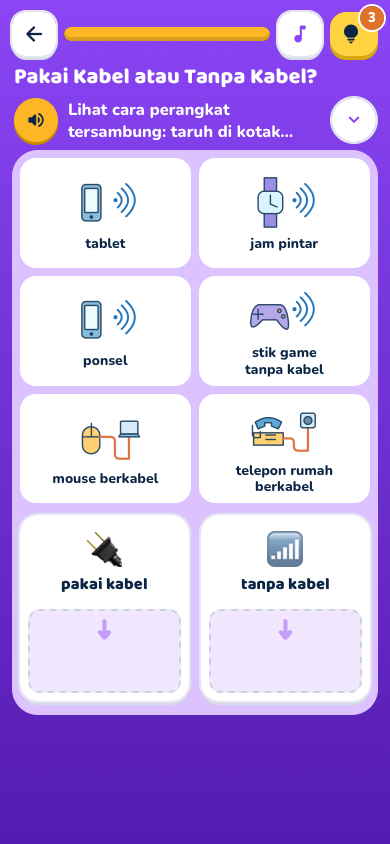 3
Pakai Kabel atau Tanpa Kabel?
Lihat cara perangkat
tersambung: taruh di kotak...
tablet
jam pintar
ponsel
stik game
tanpa kabel
mouse berkabel
telepon rumah
berkabel
pakai kabel
tanpa kabel